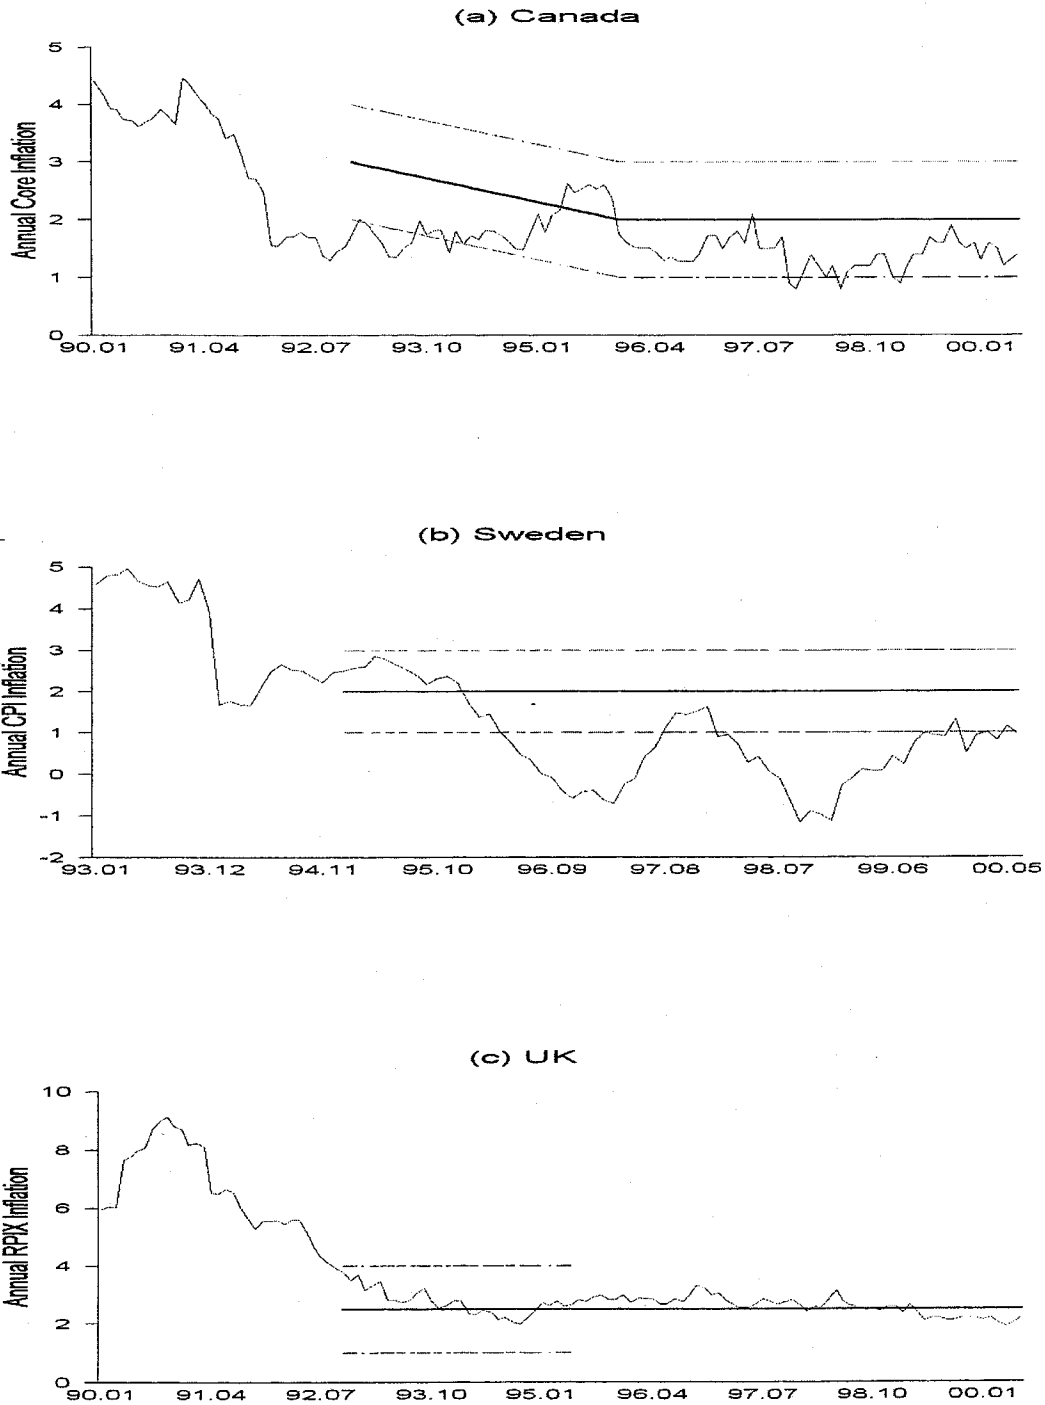 (a) Canada
Annual Core Inflation
5
4
3
2
1
0
90.01 91.04 92.07 93.10 95.01 96.04 97.07 98.10 00.01
(b) Sweden
Annual CPI Inflation
5
4
3
2
1
0
-1
-2
93.01 93.12 94.11 95.10 96.09 97.08 98.07 99.06 00.05
(c) UK
Annual RPIX Inflation
10
8
6
4
2
0
90.01 91.04 92.07 93.10 95.01 96.04 97.07 98.10 00.01